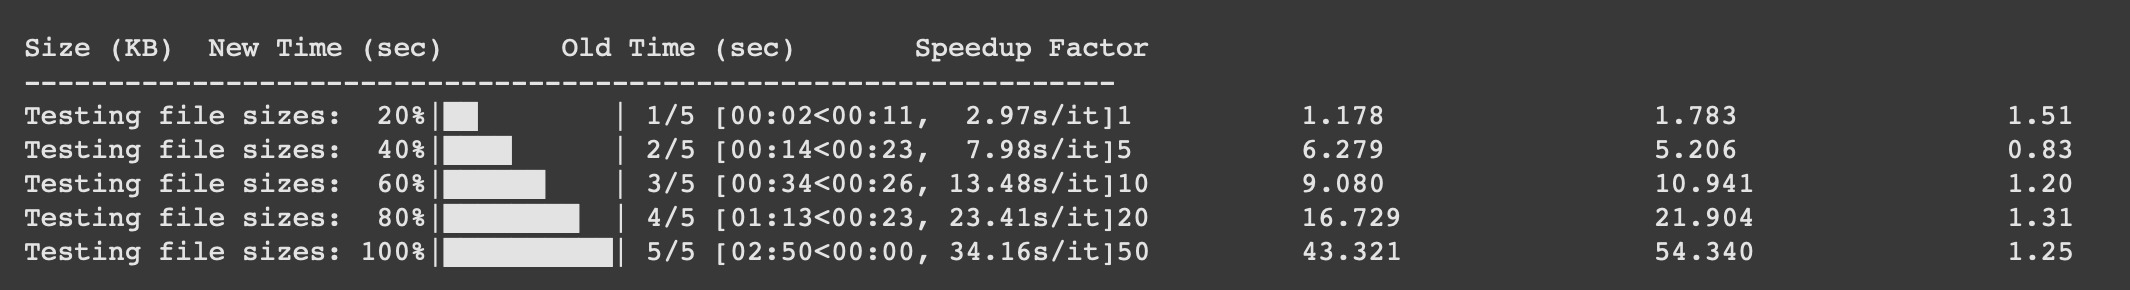 Size (KB)  New Time (sec)       Old Time (sec)       Speedup Factor
-----------------------------------------------------------------
Testing file sizes:  20%|██        | 1/5 [00:02<00:11,  2.97s/it]1          1.178                1.783                1.51
Testing file sizes:  40%|████      | 2/5 [00:14<00:23,  7.98s/it]5          6.279                5.206                0.83
Testing file sizes:  60%|██████    | 3/5 [00:34<00:26, 13.48s/it]10         9.080                10.941               1.20
Testing file sizes:  80%|████████  | 4/5 [01:13<00:23, 23.41s/it]20         16.729               21.904               1.31
Testing file sizes: 100%|██████████| 5/5 [02:50<00:00, 34.16s/it]50         43.321               54.340               1.25